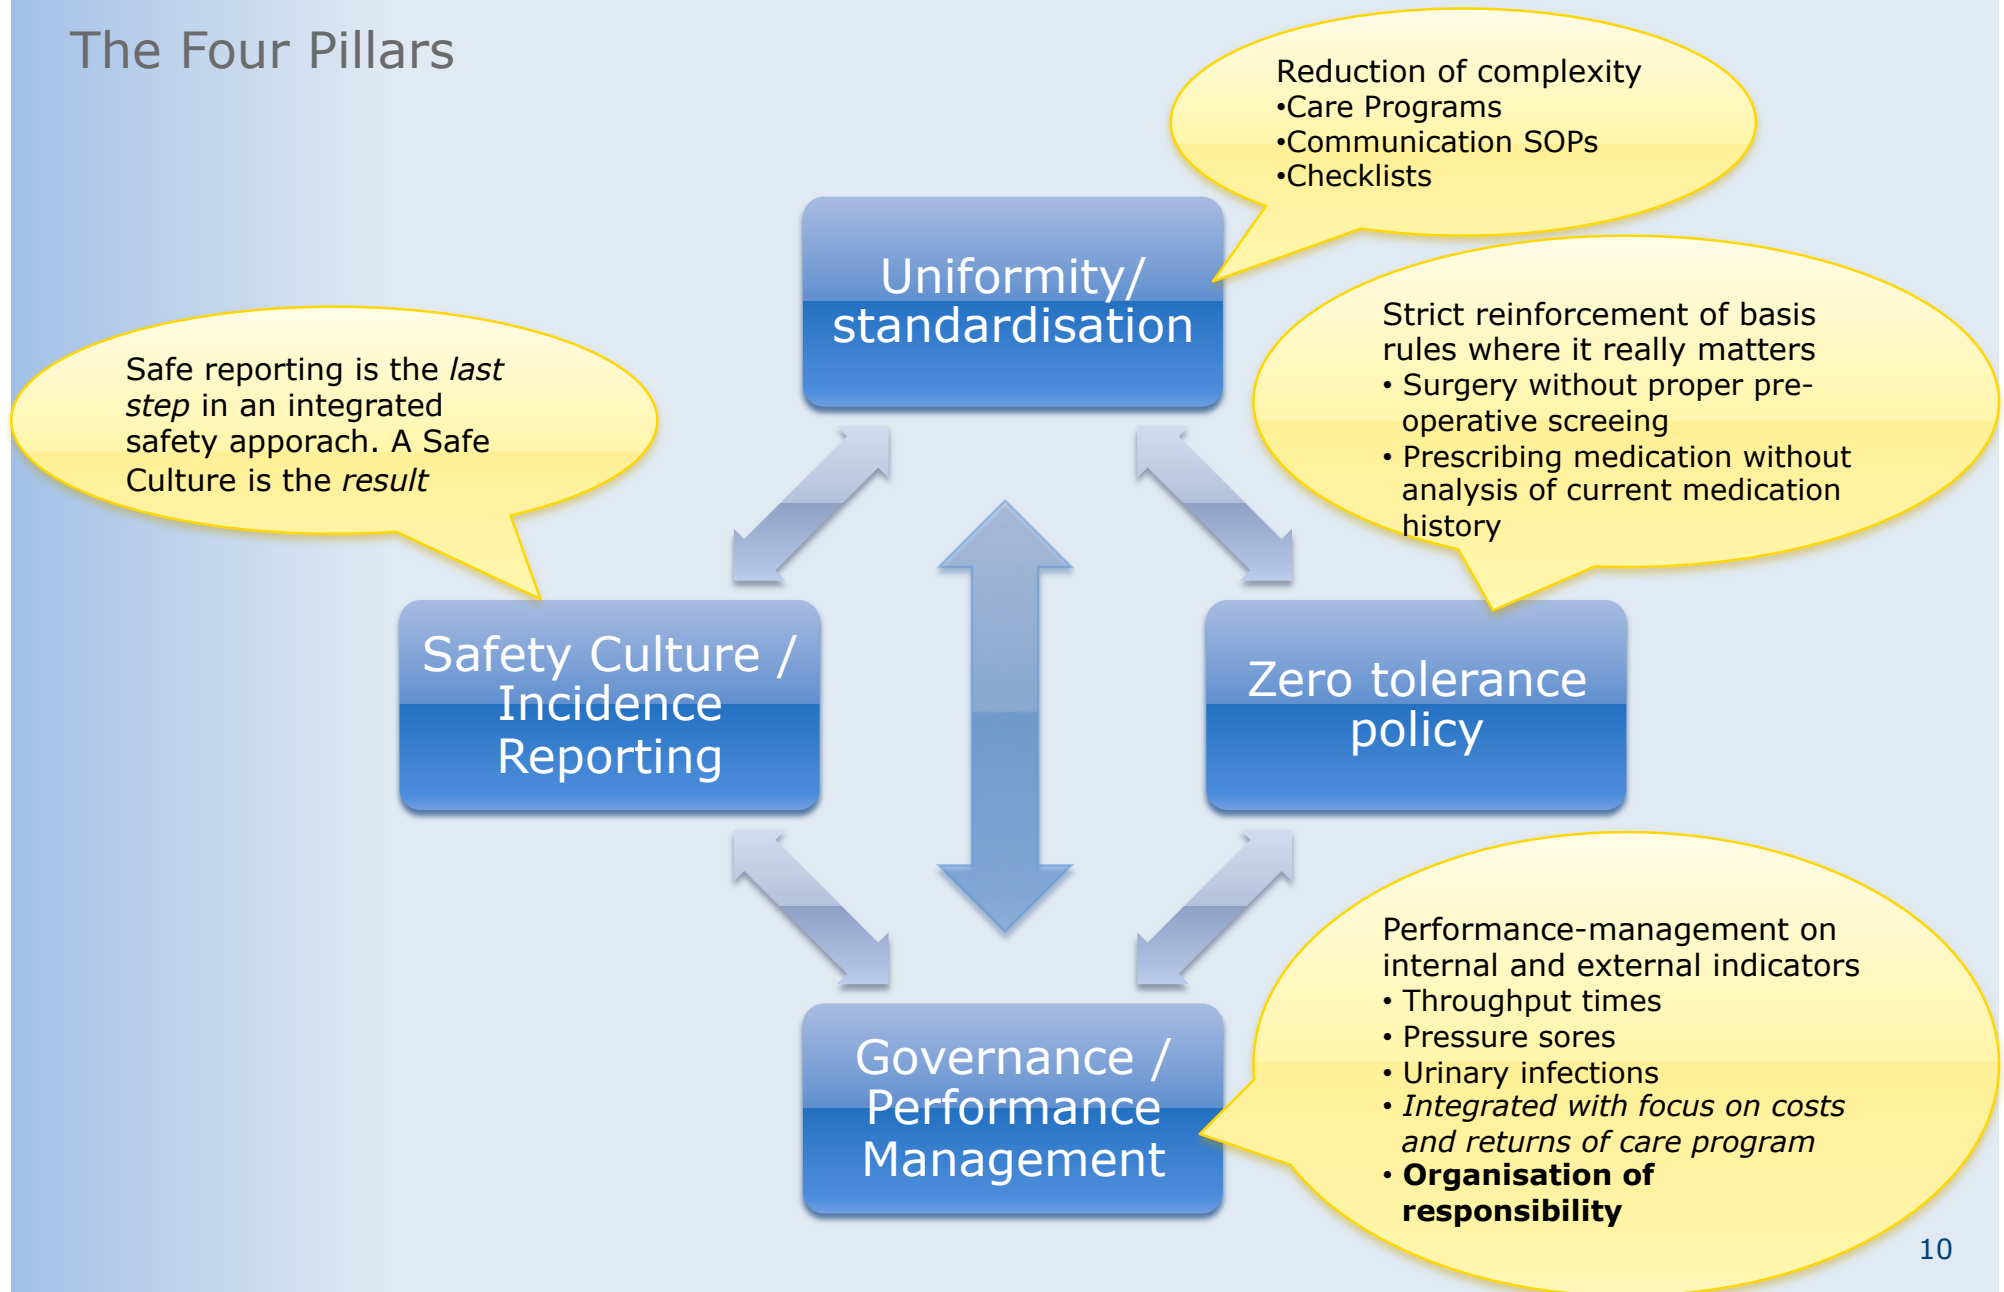 The Four Pillars
Reduction of complexity
•Care Programs
•Communication SOPs
•Checklists
Uniformity/
standardisation
Strict reinforcement of basis
rules where it really matters
• Surgery without proper pre-
operative screeing
• Prescribing medication without
analysis of current medication
history
Safe reporting is the last
step in an integrated
safety apporach. A Safe
Culture is the result
Safety Culture /
Incidence
Reporting
Zero tolerance
policy
Governance /
Performance
Management
Performance-management on
internal and external indicators
• Throughput times
• Pressure sores
• Urinary infections
• Integrated with focus on costs
and returns of care program
• Organisation of
responsibility
10